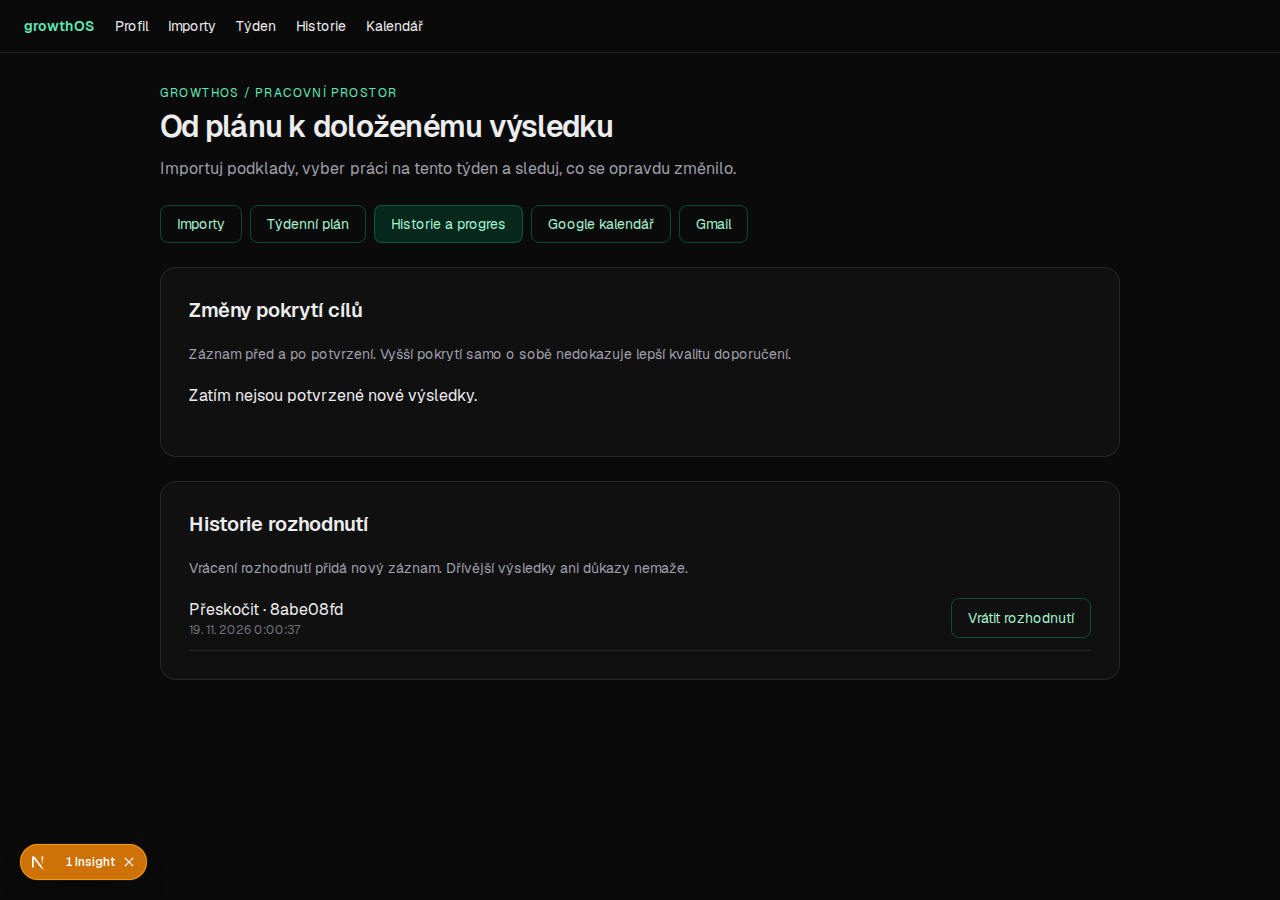 growthOS Profil Importy Týden Historie Kalendář
GROWTHOS / PRACOVNÍ PROSTOR
Od plánu k doloženému výsledku
Importuj podklady, vyber práci na tento týden a sleduj, co se opravdu změnilo.
Importy Týdenní plán Historie a progres Google kalendář Gmail
Změny pokrytí cílů
Záznam před a po potvrzení. Vyšší pokrytí samo o sobě nedokazuje lepší kvalitu doporučení.
Zatím nejsou potvrzené nové výsledky.
Historie rozhodnutí
Vrácení rozhodnutí přidá nový záznam. Dřívější výsledky ani důkazy nemaže.
Přeskočit · 8abe08fd
19. 11. 2026 0:00:37
Vrátit rozhodnutí
1 Insight